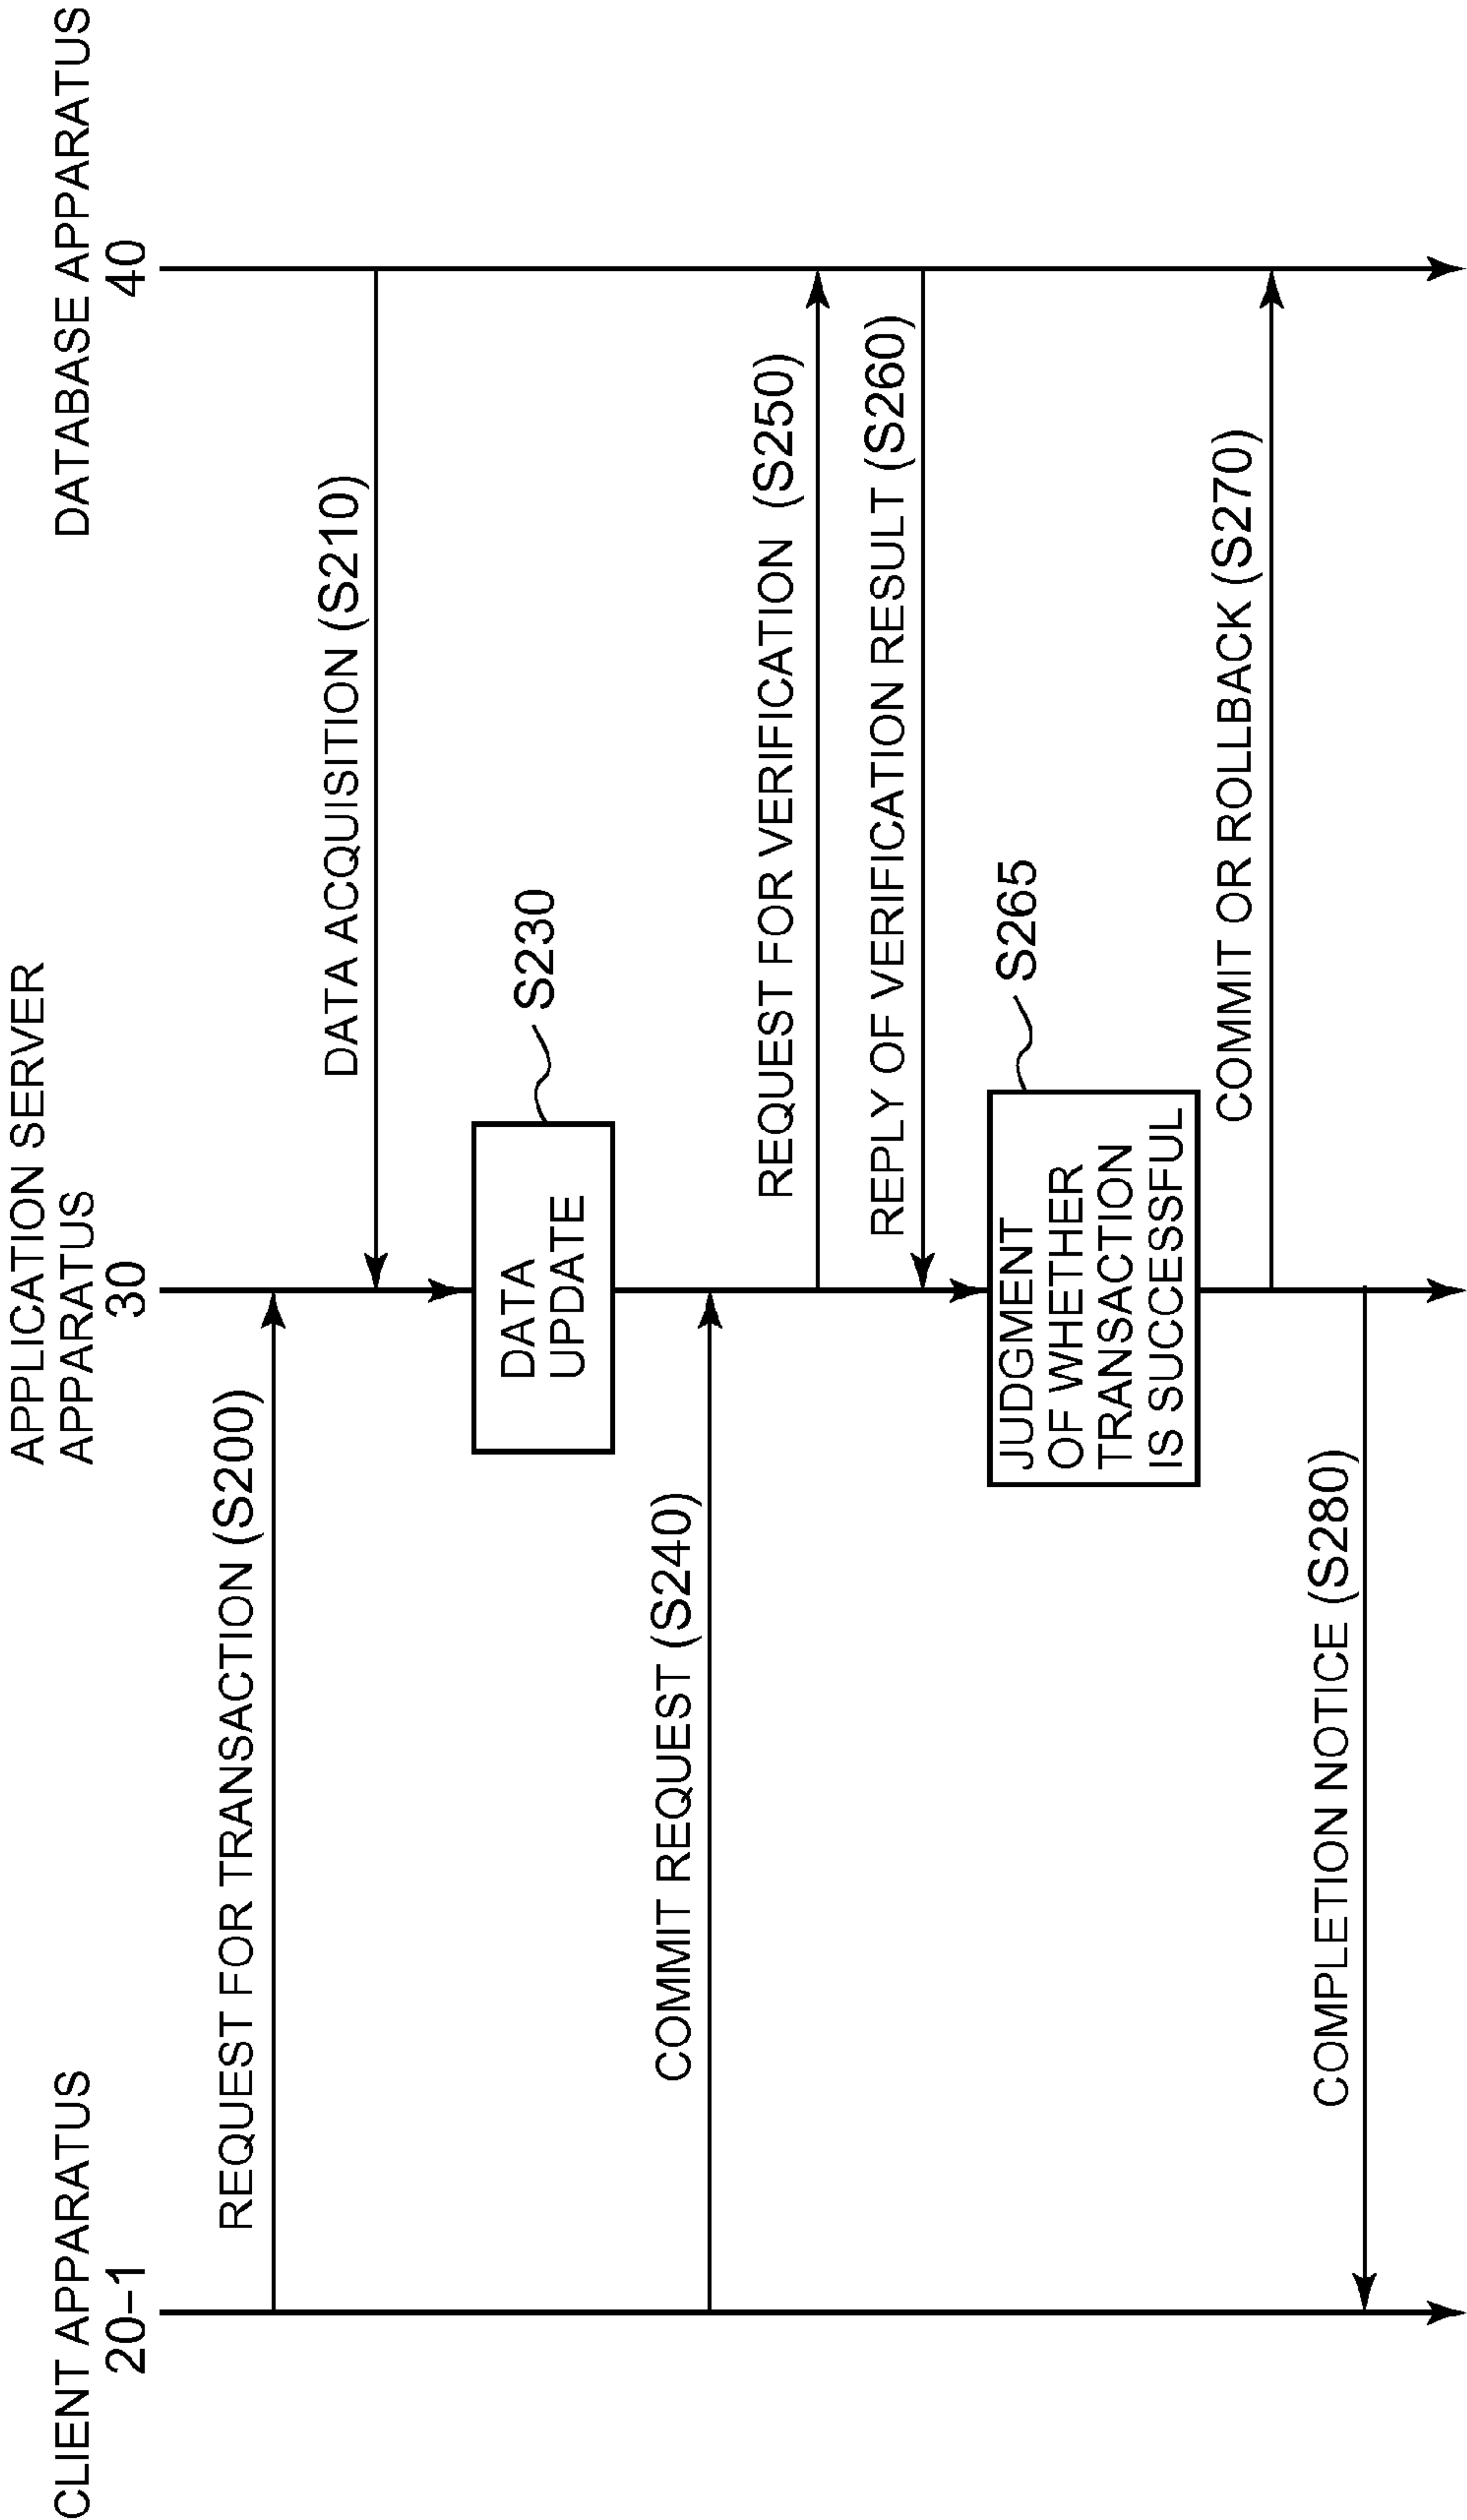 CLIENT APPARATUS
20-1
APPLICATION SERVER
APPARATUS
30
DATABASE APPARATUS
40
REQUEST FOR TRANSACTION (S200)
DATA ACQUISITION (S210)
DATA
UPDATE
S230
COMMIT REQUEST (S240)
REQUEST FOR VERIFICATION (S250)
REPLY OF VERIFICATION RESULT (S260)
JUDGMENT
OF WHETHER
TRANSACTION
IS SUCCESSFUL
S265
COMMIT OR ROLLBACK (S270)
COMPLETION NOTICE (S280)